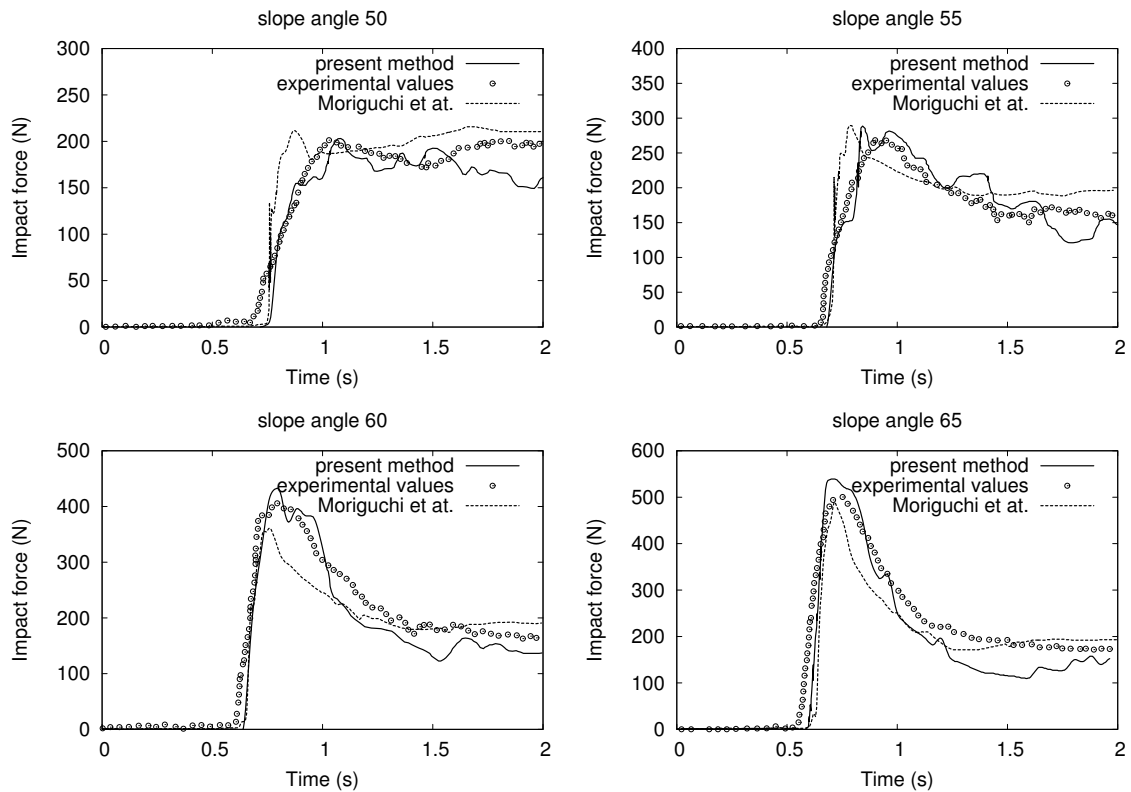 slope angle 50
300
250
200
150
100
50
0
0
0.5
1
1.5
2
Impact force (N)
Time (s)
present method
experimental values
Moriguchi et at.
slope angle 55
400
350
300
250
200
150
100
50
0
0
0.5
1
1.5
2
Impact force (N)
Time (s)
present method
experimental values
Moriguchi et at.
slope angle 60
500
400
300
200
100
0
0
0.5
1
1.5
2
Impact force (N)
Time (s)
present method
experimental values
Moriguchi et at.
slope angle 65
600
500
400
300
200
100
0
0
0.5
1
1.5
2
Impact force (N)
Time (s)
present method
experimental values
Moriguchi et at.